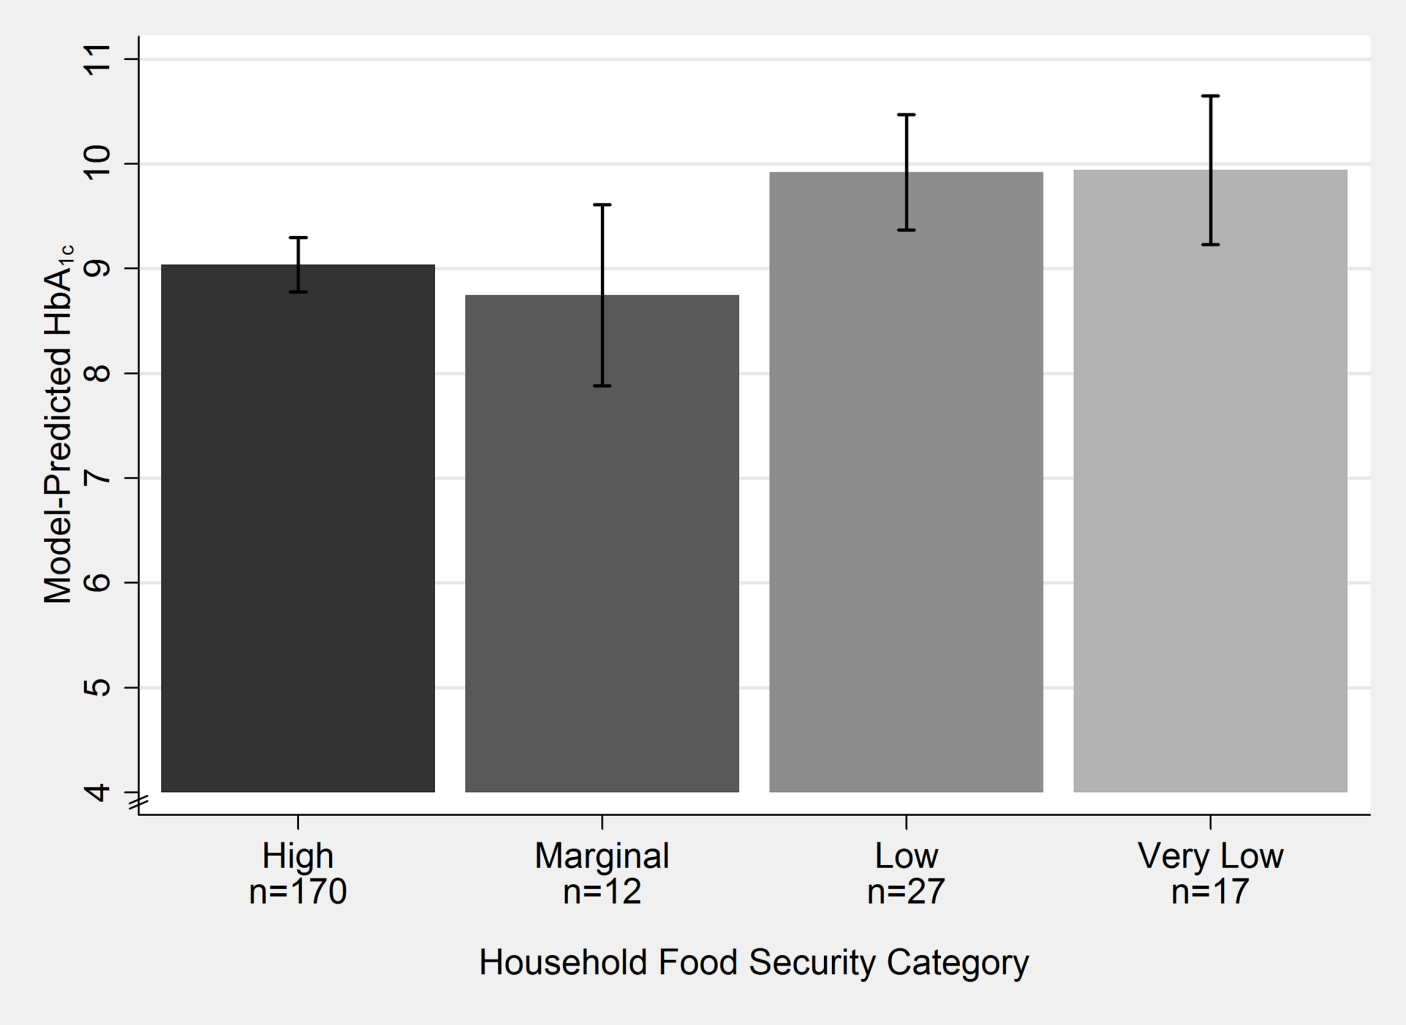 Model-Predicted HbA1c
11
10
9
8
7
6
5
4
High
n=170
Marginal
n=12
Low
n=27
Very Low
n=17
Household Food Security Category